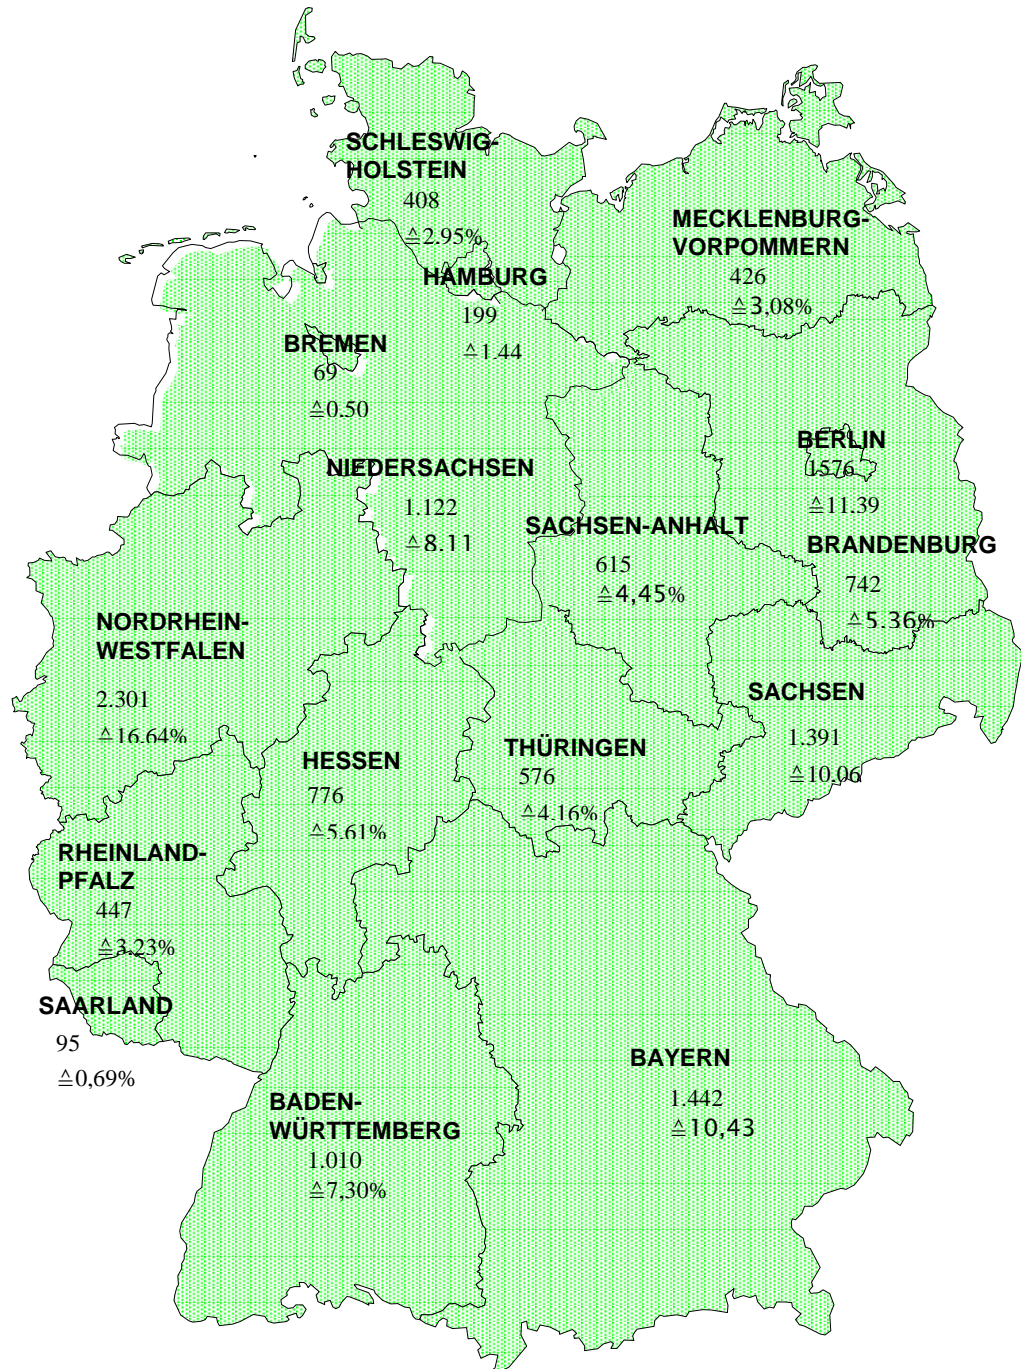 SCHLESWIG-
HOLSTEIN
408
≙2.95%
MECKLENBURG-
VORPOMMERN
426
≙3,08%
HAMBURG
199
≙1.44
BREMEN
69
≙0.50
BERLIN
1576
≙11.39
NIEDERSACHSEN
1.122
≙8.11
SACHSEN-ANHALT
615
≙4,45%
BRANDENBURG
742
≙5.36%
NORDRHEIN-
WESTFALEN
2.301
≙16.64%
SACHSEN
1.391
≙10.06
HESSEN
776
≙5.61%
THÜRINGEN
576
≙4.16%
RHEINLAND-
PFALZ
447
≙3.23%
SAARLAND
95
≙0,69%
BAYERN
1.442
≙10,43
BADEN-
WÜRTTEMBERG
1.010
≙7,30%